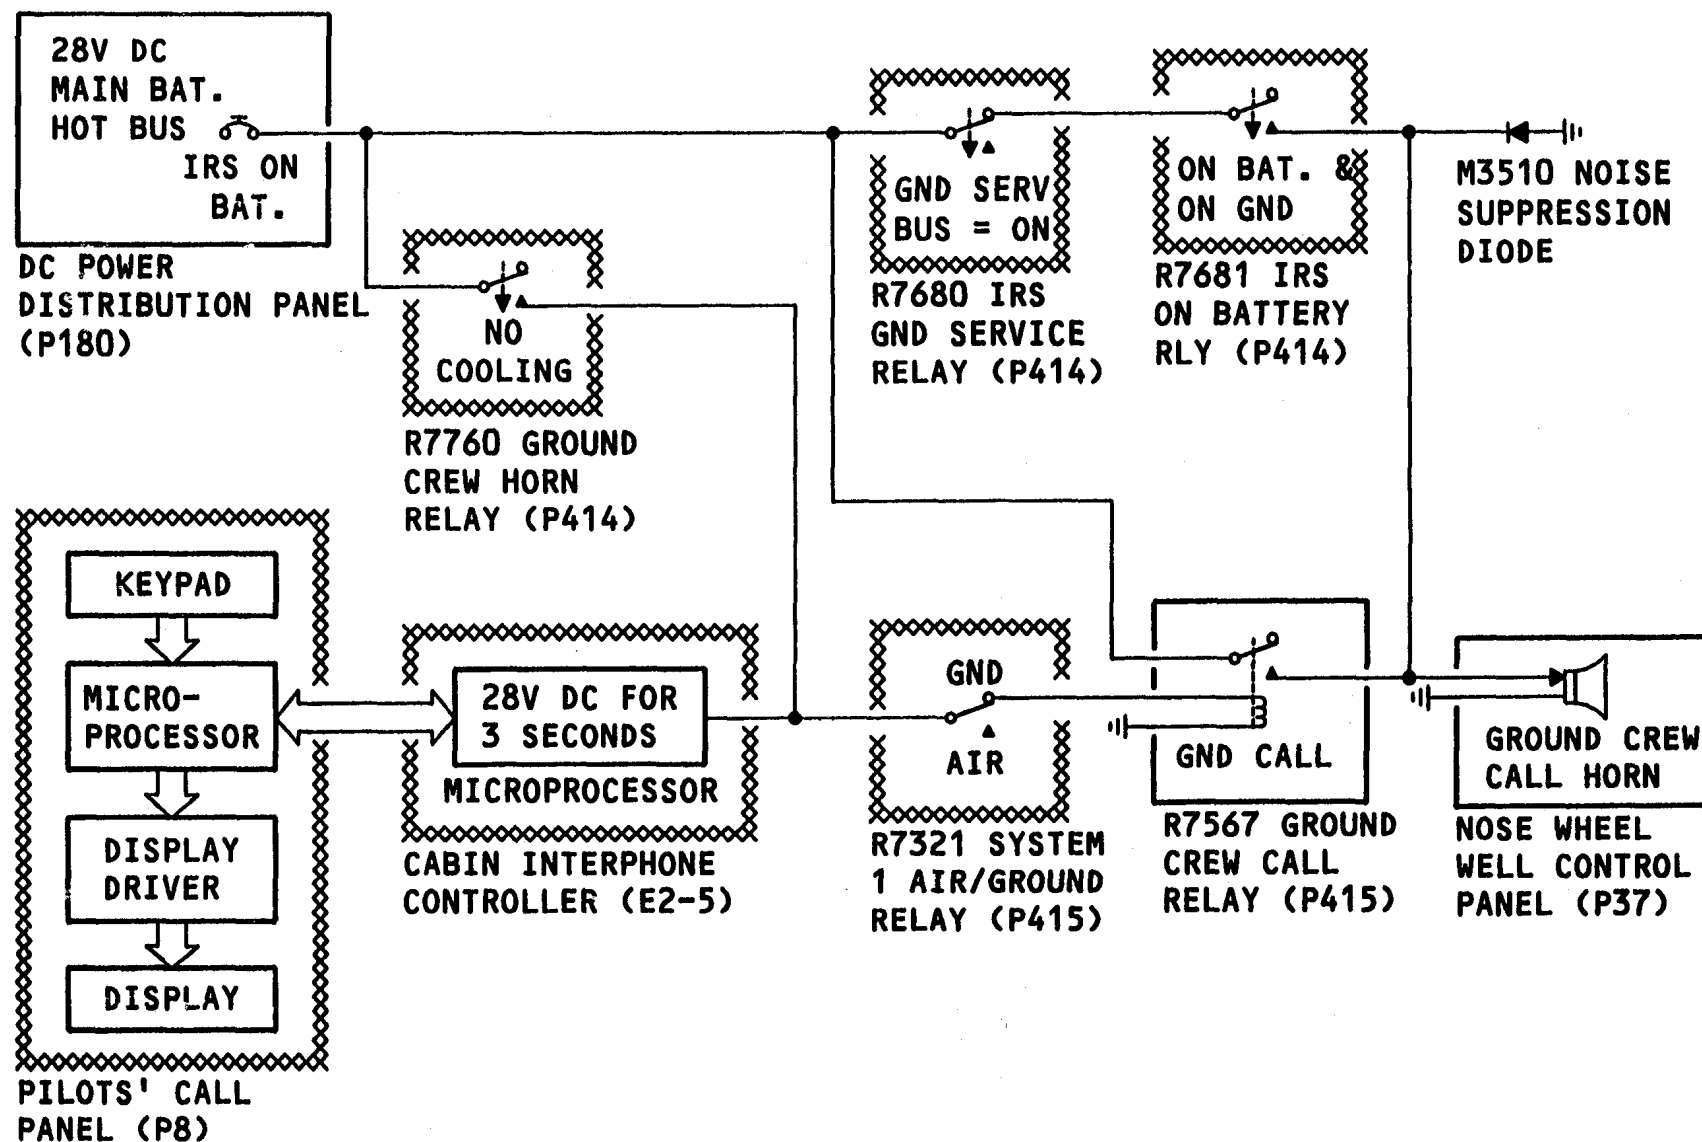 28V DC
MAIN BAT.
HOT BUS
IRS ON
BAT.
DC POWER
DISTRIBUTION PANEL
(P180)
NO
COOLING
R7760 GROUND
CREW HORN
RELAY (P414)
GND SERV
BUS = ON
R7680 IRS
GND SERVICE
RELAY (P414)
ON BAT. &
ON GND
R7681 IRS
ON BATTERY
RLY (P414)
M3510 NOISE
SUPPRESSION
DIODE
KEYPAD
MICRO-
PROCESSOR
DISPLAY
DRIVER
DISPLAY
PILOTS' CALL
PANEL (P8)
28V DC FOR
3 SECONDS
MICROPROCESSOR
CABIN INTERPHONE
CONTROLLER (E2-5)
GND
AIR
R7321 SYSTEM
1 AIR/GROUND
RELAY (P415)
GND CALL
R7567 GROUND
CREW CALL
RELAY (P415)
GROUND CREW
CALL HORN
NOSE WHEEL
WELL CONTROL
PANEL (P37)